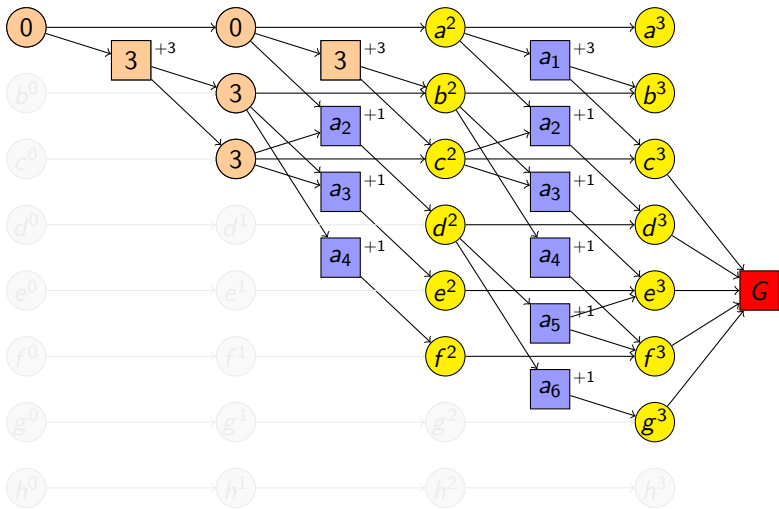 0 0 a² a³
3 +3 3 +3 a₁ +3
b⁰ 3 b² b³
a₂ +1 a₂ +1
c⁰ 3 c² c³
a₃ +1 a₃ +1
d⁰ d¹ d² d³
a₄ +1 a₄ +1
e⁰ e¹ e² e³ G
a₅ +1
f⁰ f¹ f² f³
a₆ +1
g⁰ g¹ g² g³
h⁰ h¹ h² h³